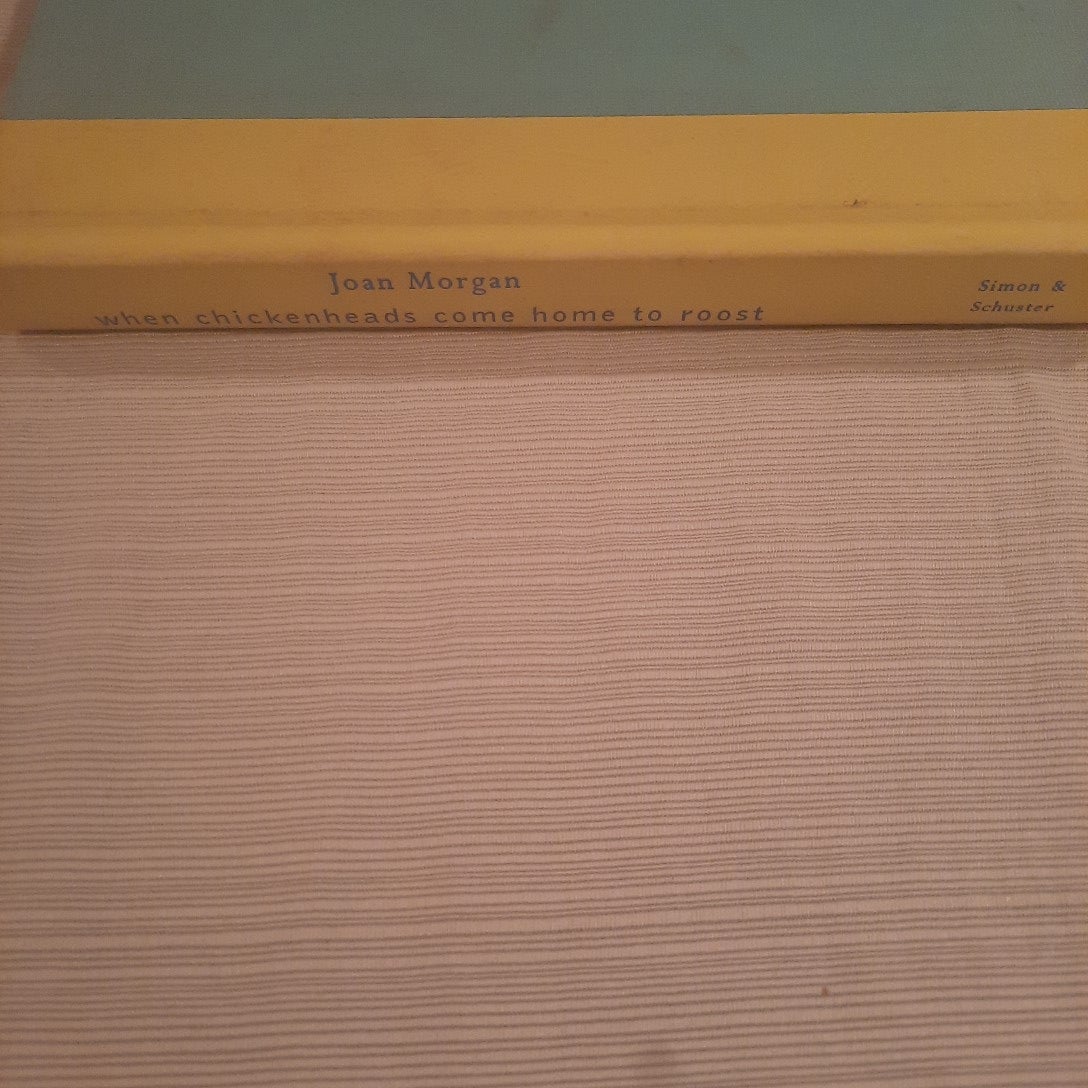 Joan Morgan
when chickenheads come home to roost
Simon &
Schuster